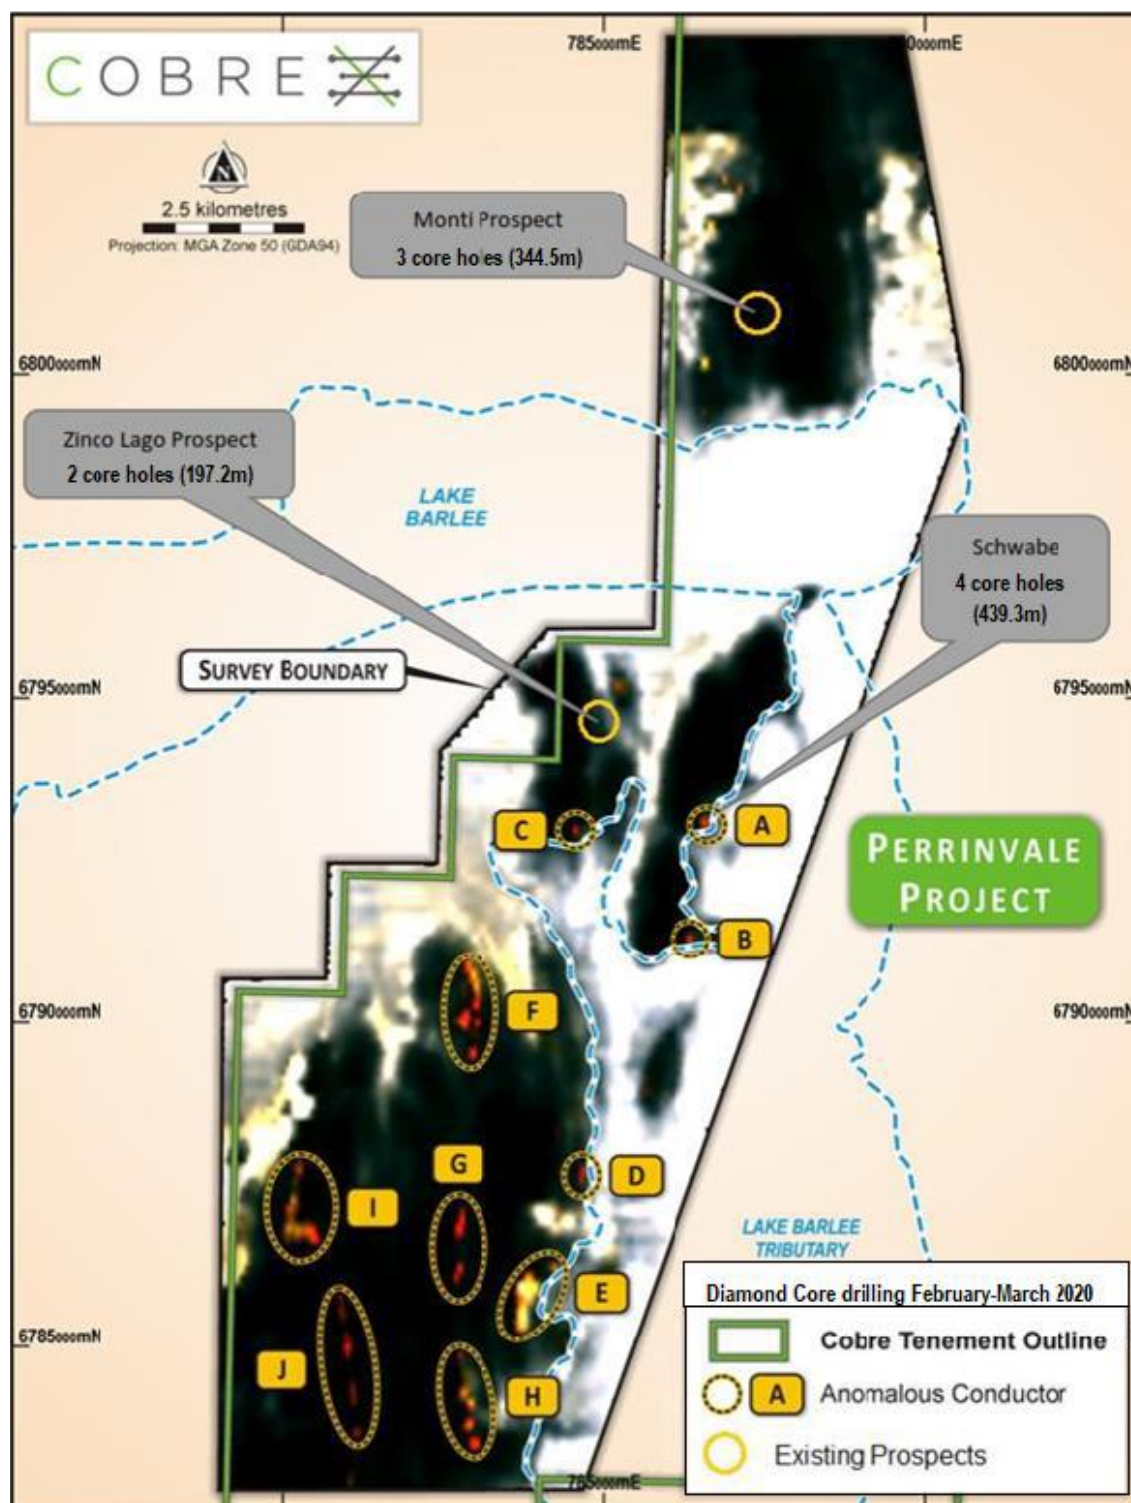 COBRE
785000mE
000mE
N
2.5 kilometres
Projection: MGA Zone 50 (GDA94)
Monti Prospect
3 core holes (344.5m)
6800000mN
6800000mN
Zinco Lago Prospect
2 core holes (197.2m)
LAKE
BARLEE
Schwabe
4 core holes
(439.3m)
SURVEY BOUNDARY
6795000mN
6795000mN
C
A
PERRINVALE
PROJECT
B
F
6790000mN
6790000mN
G
D
I
LAKE BARLEE
TRIBUTARY
E
6785000mN
J
H
785000mE
Diamond Core drilling February-March 2020
Cobre Tenement Outline
A
Anomalous Conductor
Existing Prospects